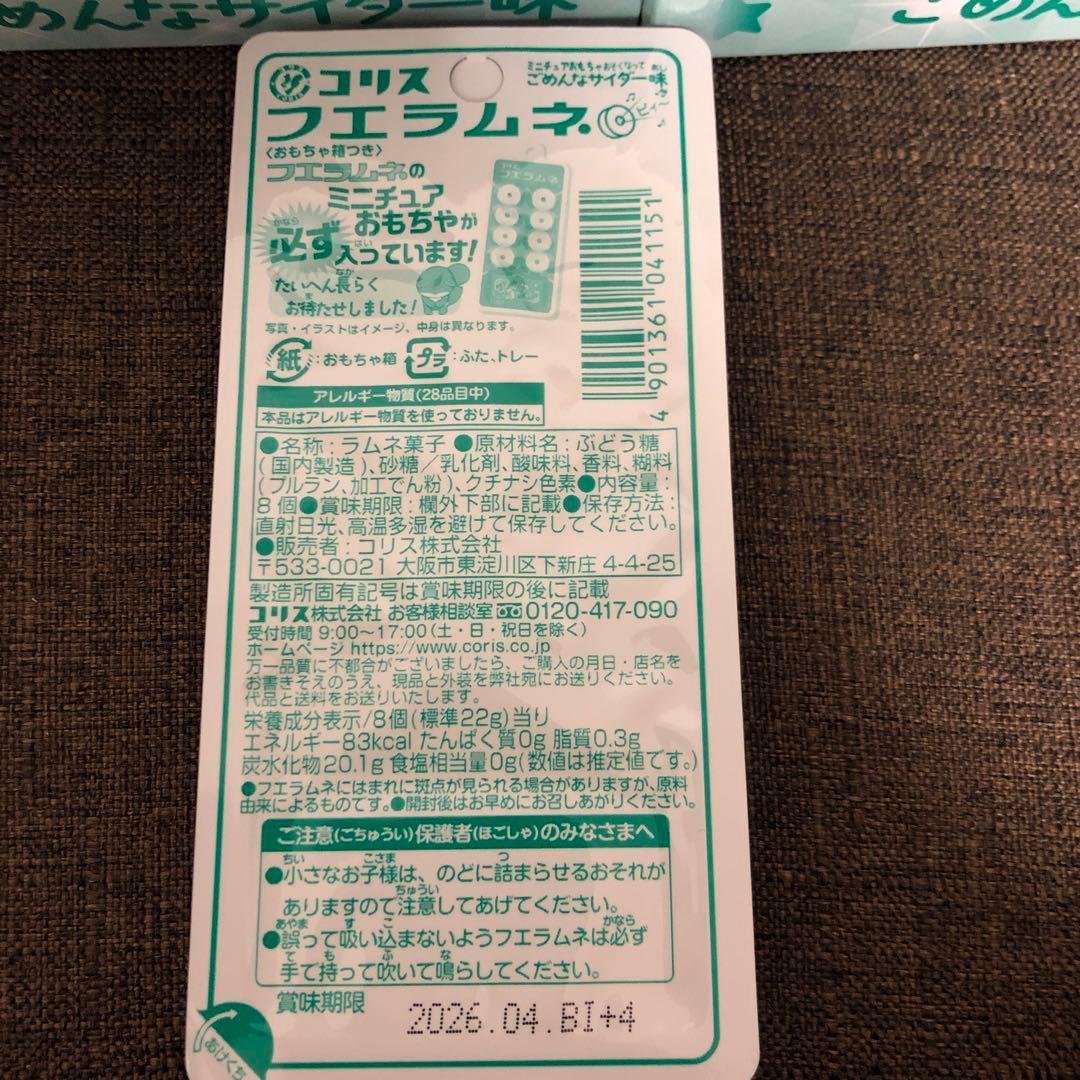 めんなサイダー味
ごめん
コリス
ミニチュアおもちゃおそくなって
ごめんなサイダー味
フエラムネ
ピィ〜
〈おもちゃ箱つき〉
フエラムネの
ミニチュア
おもちゃが
必ず入っています!
たいへん長らく
お待たせしました!
フエラムネ
写真・イラストはイメージ、中身は異なります。
紙:おもちゃ箱 プラ:ふた、トレー
4 901361 041151
アレルギー物質(28品目中)
本品はアレルギー物質を使っておりません。
●名称:ラムネ菓子 ●原材料名:ぶどう糖
(国内製造)、砂糖/乳化剤、酸味料、香料、糊料
(プルラン、加工でん粉)、クチナシ色素●内容量:
8個●賞味期限:欄外下部に記載●保存方法:
直射日光、高温多湿を避けて保存してください。
●販売者:コリス株式会社
〒533-0021 大阪市東淀川区下新庄 4-4-25
製造所固有記号は賞味期限の後に記載
コリス株式会社 お客様相談室 0120-417-090
受付時間 9:00〜17:00(土・日・祝日を除く)
ホームページ https://www.coris.co.jp
万一品質に不都合がございましたら、ご購入の月日・店名を
お書きそえのうえ、現品と外装を弊社宛にお送りください。
代品と送料をお送りいたします。
栄養成分表示/8個(標準22g)当り
エネルギー83kcal たんぱく質0g 脂質0.3g
炭水化物20.1g 食塩相当量0g(数値は推定値です。)
●フエラムネにはまれに斑点が見られる場合がありますが、原料
由来によるものです。●開封後はお早めにお召しあがりください。
ご注意(ごちゅうい)保護者(ほごしゃ)のみなさまへ
●小さなお子様は、のどに詰まらせるおそれが
ありますので注意してあげてください。
●誤って吸い込まないようフエラムネは必ず
手で持って吹いて鳴らしてください。
賞味期限 2026.04.BI+4
あけくち